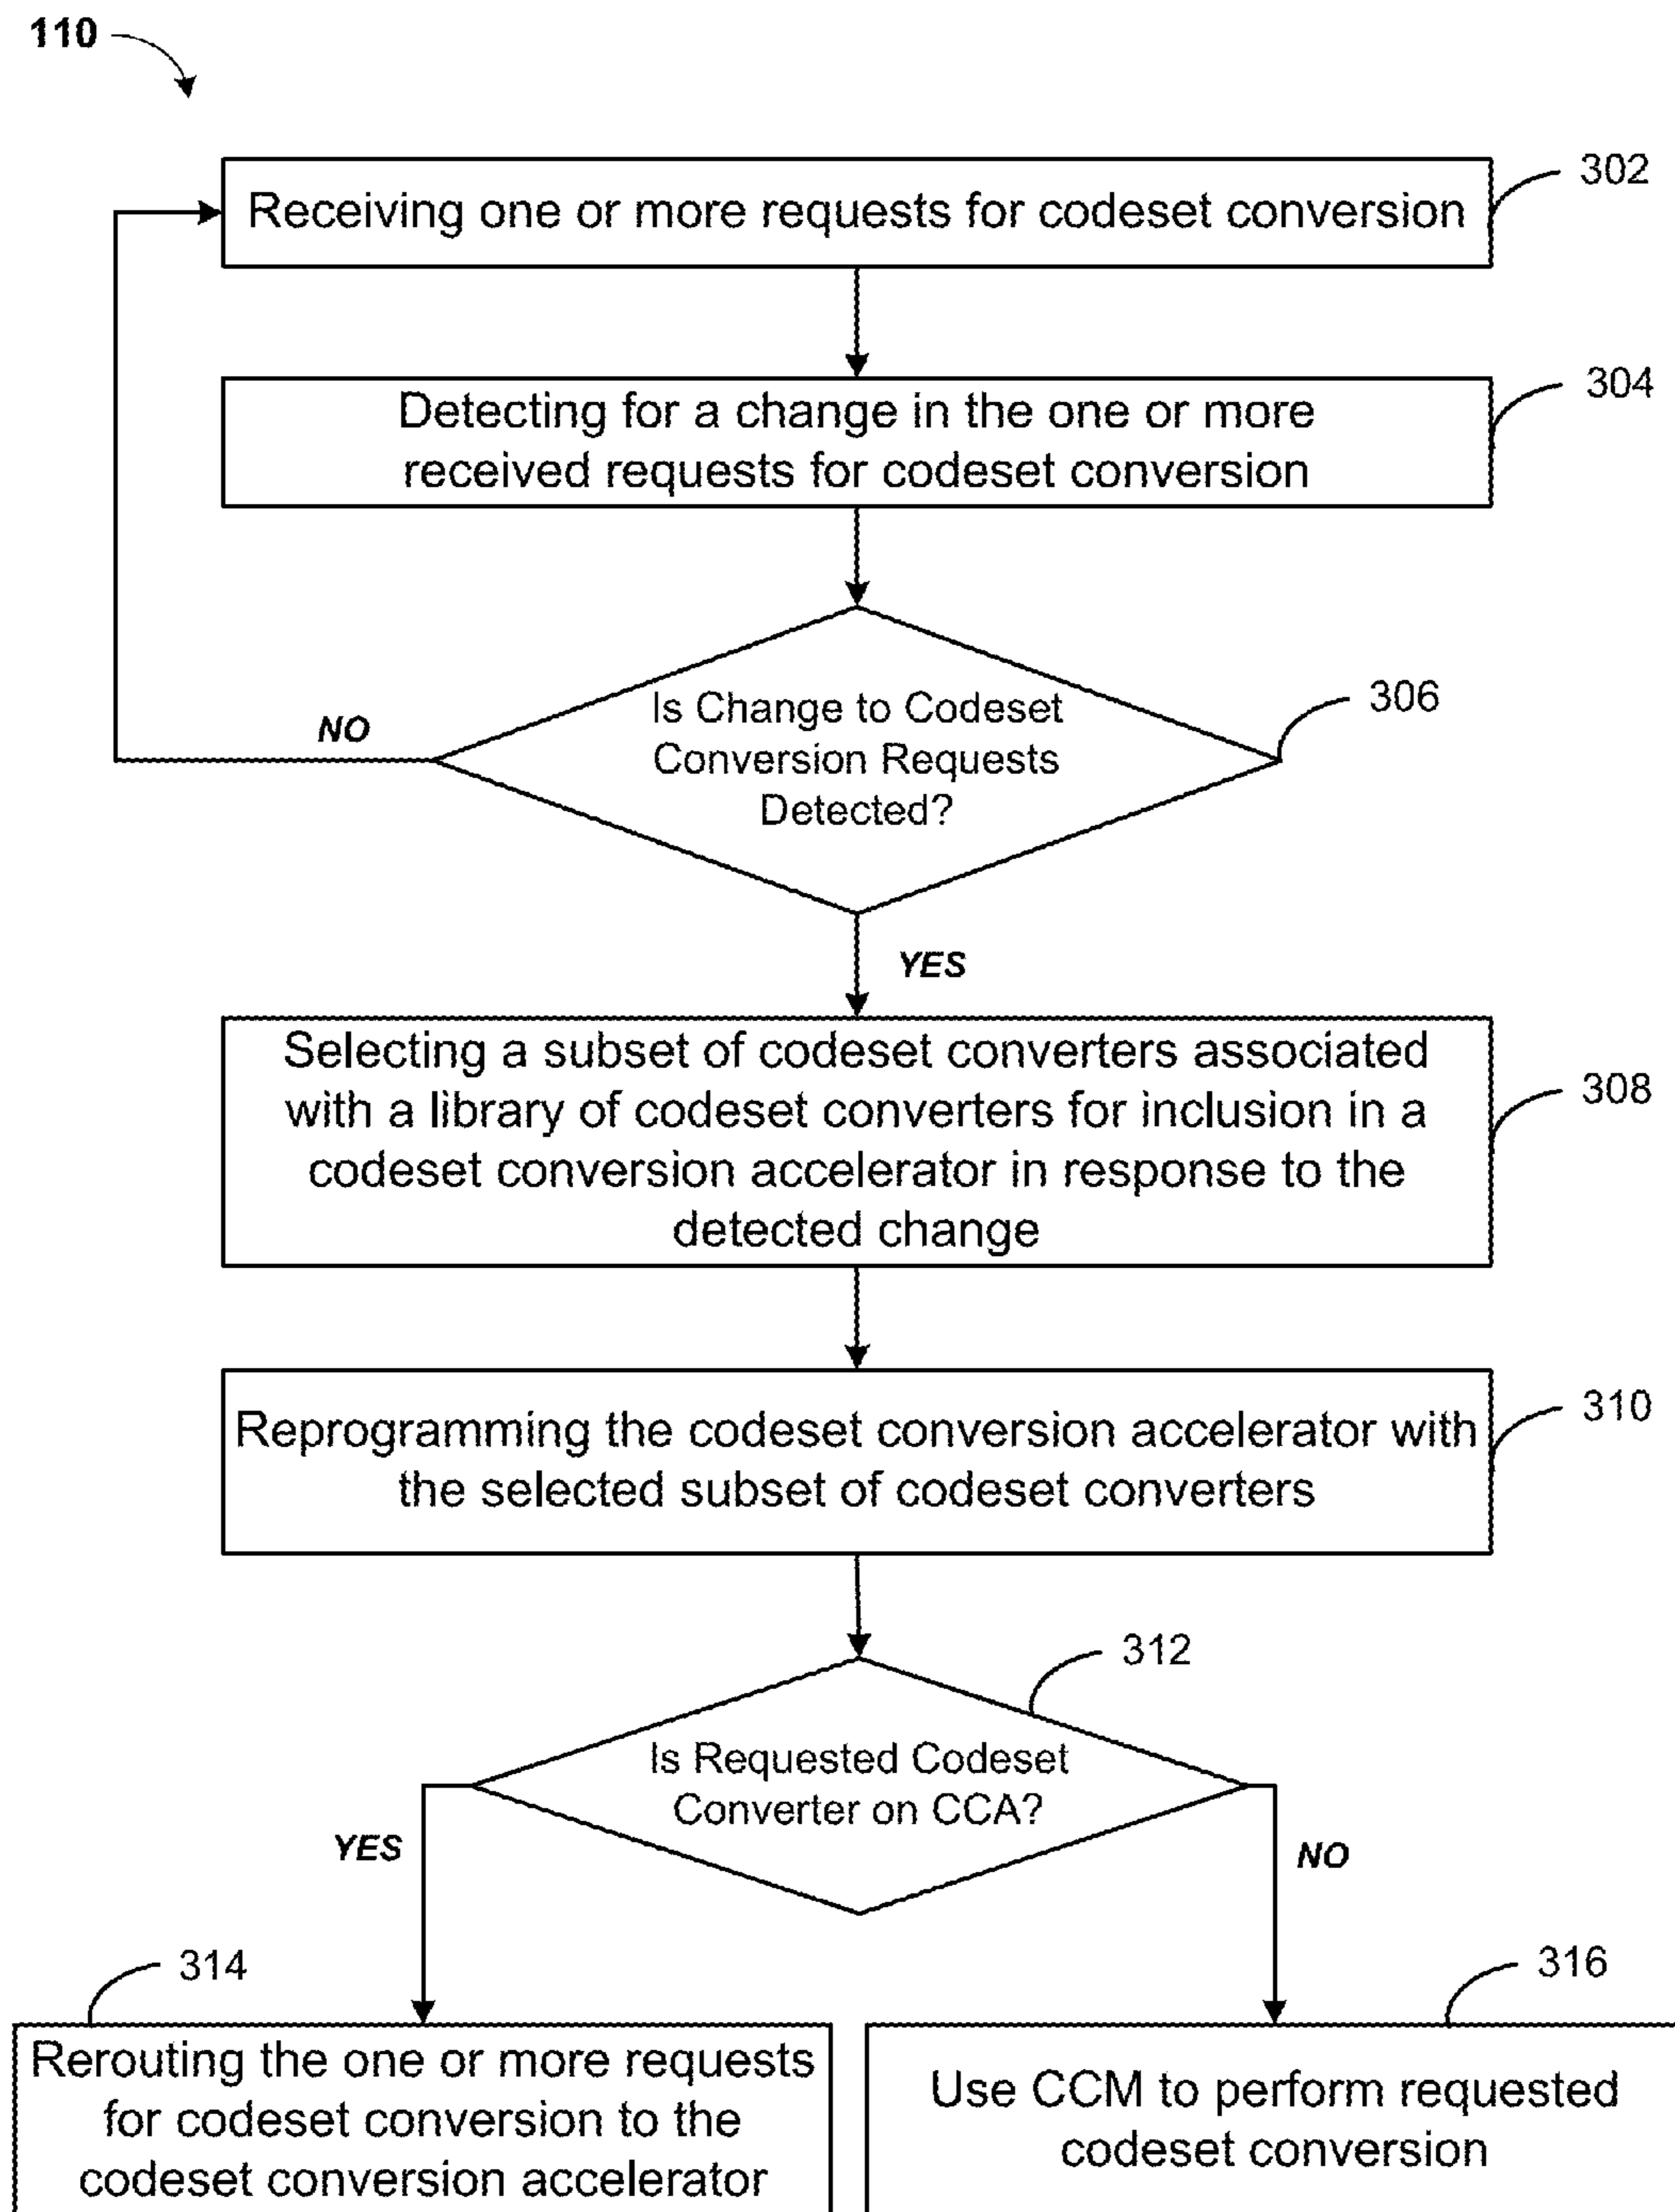 110
302
Receiving one or more requests for codeset conversion
304
Detecting for a change in the one or more
received requests for codeset conversion
306
Is Change to Codeset
Conversion Requests
Detected?
NO
YES
308
Selecting a subset of codeset converters associated
with a library of codeset converters for inclusion in a
codeset conversion accelerator in response to the
detected change
310
Reprogramming the codeset conversion accelerator with
the selected subset of codeset converters
312
Is Requested Codeset
Converter on CCA?
YES
NO
314
Rerouting the one or more requests
for codeset conversion to the
codeset conversion accelerator
316
Use CCM to perform requested
codeset conversion